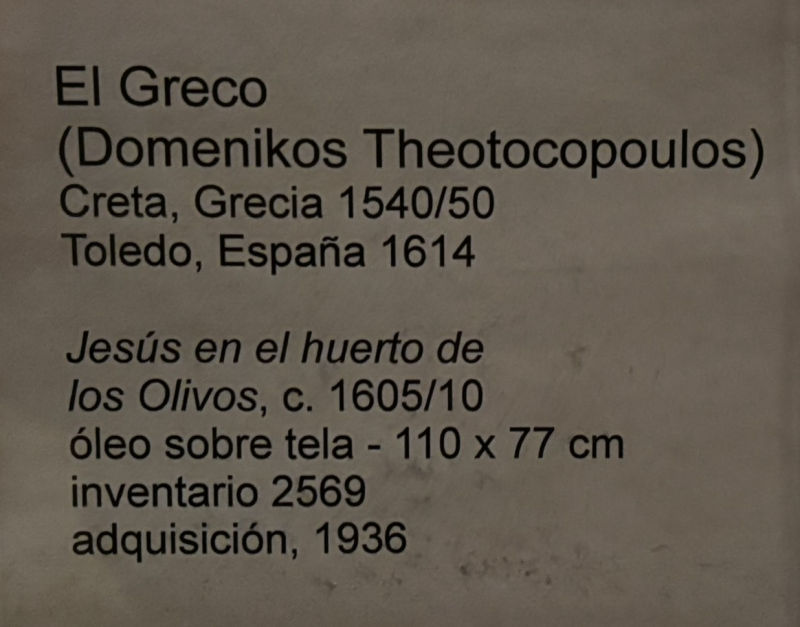 El Greco
(Domenikos Theotocopoulos)
Creta, Grecia 1540/50
Toledo, España 1614
Jesús en el huerto de
los Olivos, c. 1605/10
óleo sobre tela - 110 x 77 cm
inventario 2569
adquisición, 1936